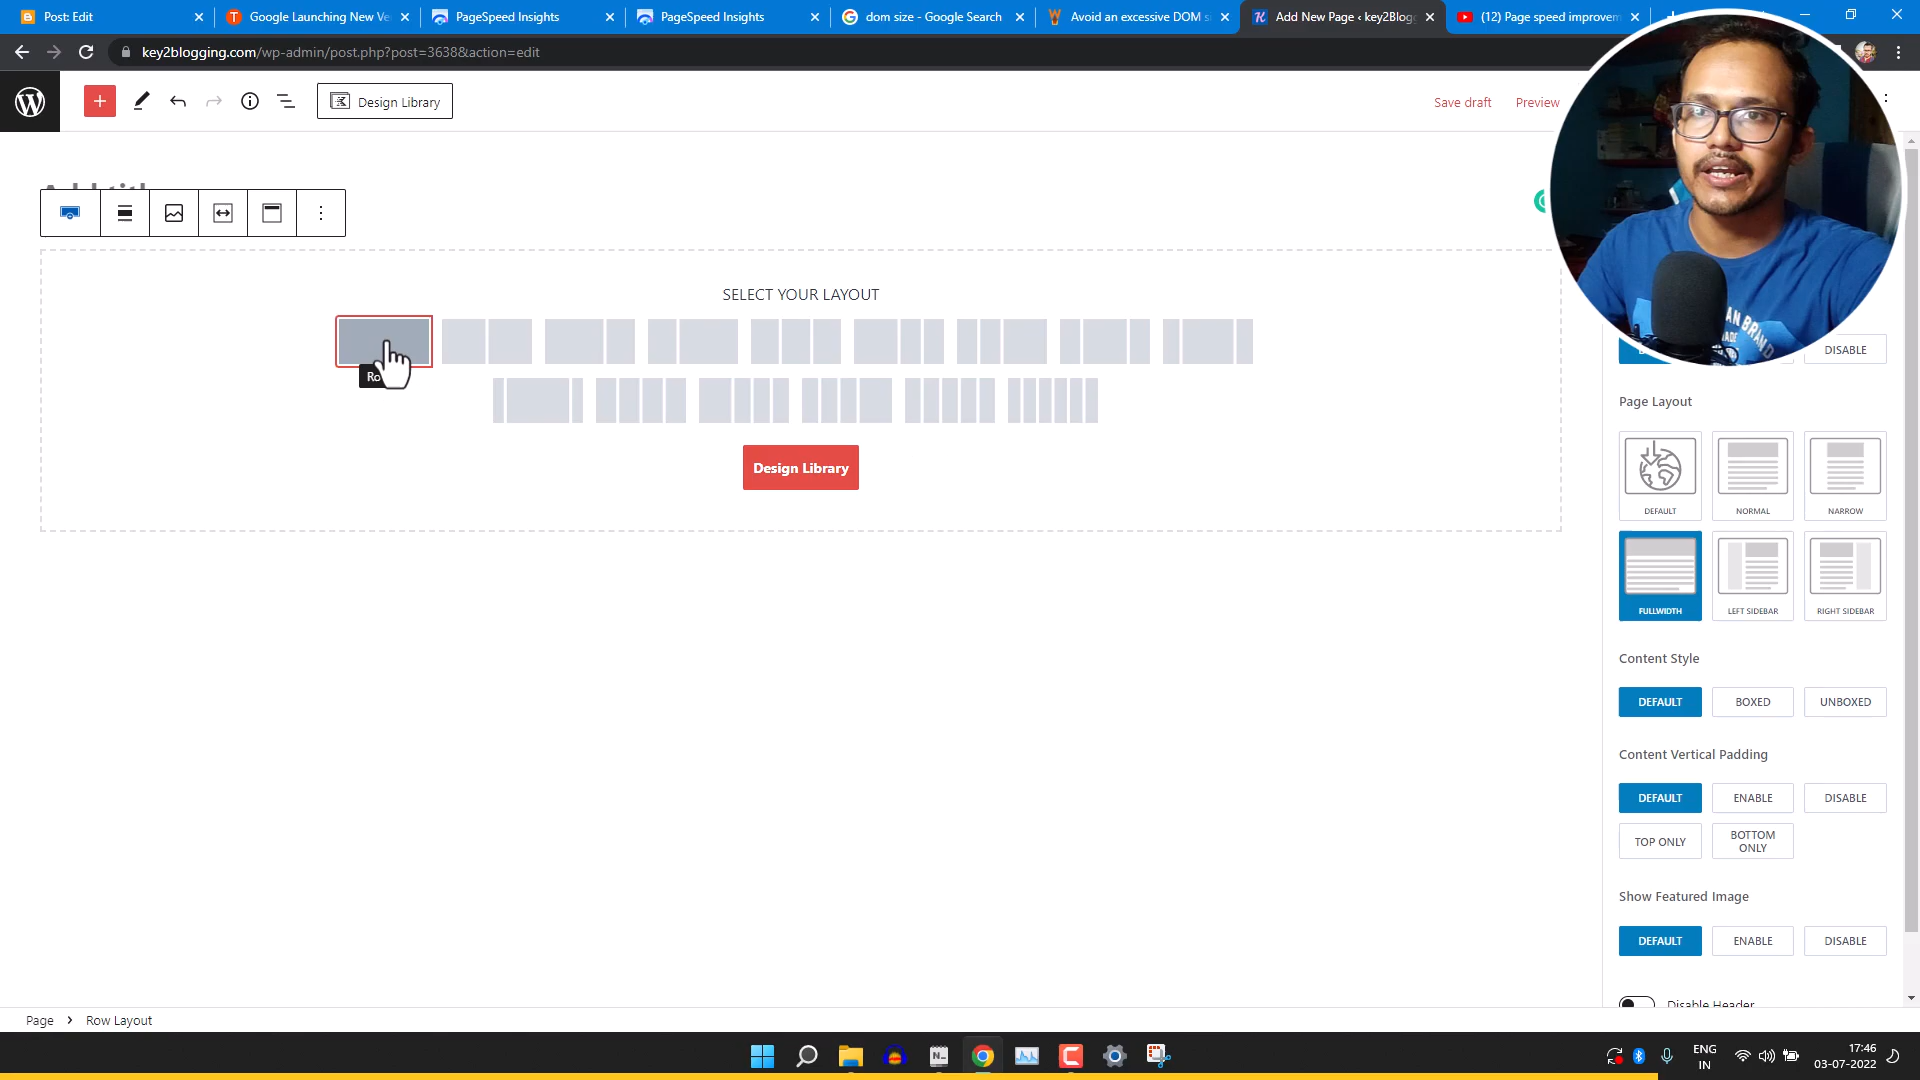 Post: Edit
Google Launching New Ve
PageSpeed Insights
PageSpeed Insights
dom size - Google Search
Avoid an excessive DOM s
Add New Page ‹ key2Blogg
(12) Page speed improvem
key2blogging.com/wp-admin/post.php?post=3638&action=edit
Design Library
Save draft
Preview
Add title
SELECT YOUR LAYOUT
Design Library
DISABLE
Page Layout
DEFAULT
NORMAL
NARROW
FULLWIDTH
LEFT SIDEBAR
RIGHT SIDEBAR
Content Style
DEFAULT
BOXED
UNBOXED
Content Vertical Padding
DEFAULT
ENABLE
DISABLE
TOP ONLY
BOTTOM
ONLY
Show Featured Image
DEFAULT
ENABLE
DISABLE
Disable Header
Page
Row Layout
ENG
IN
17:46
03-07-2022